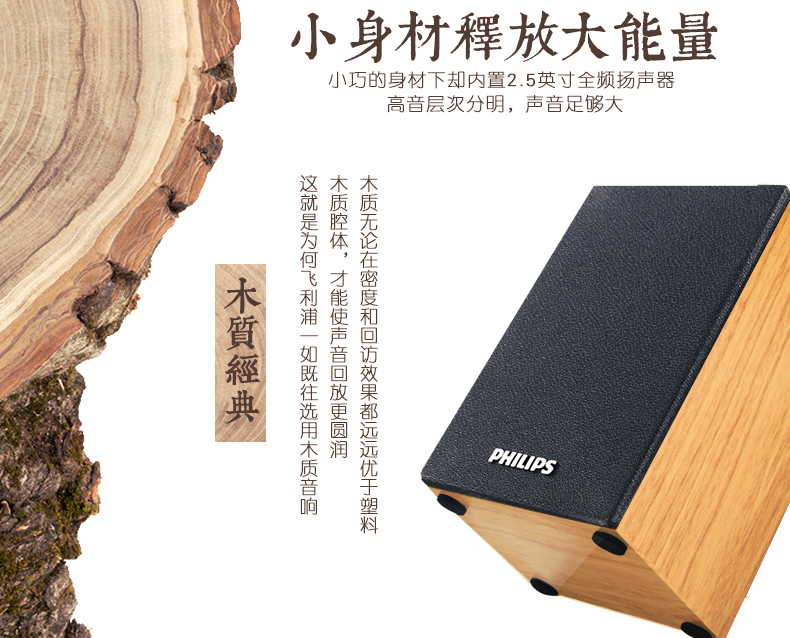 小身材釋放大能量
小巧的身材下却内置2.5英寸全频扬声器
高音层次分明，声音足够大
木质无论在密度和回访效果都远远优于塑料
木质腔体，才能使声音回放更圆润
这就是为何飞利浦一如既往选用木质音响
木質經典
PHILIPS